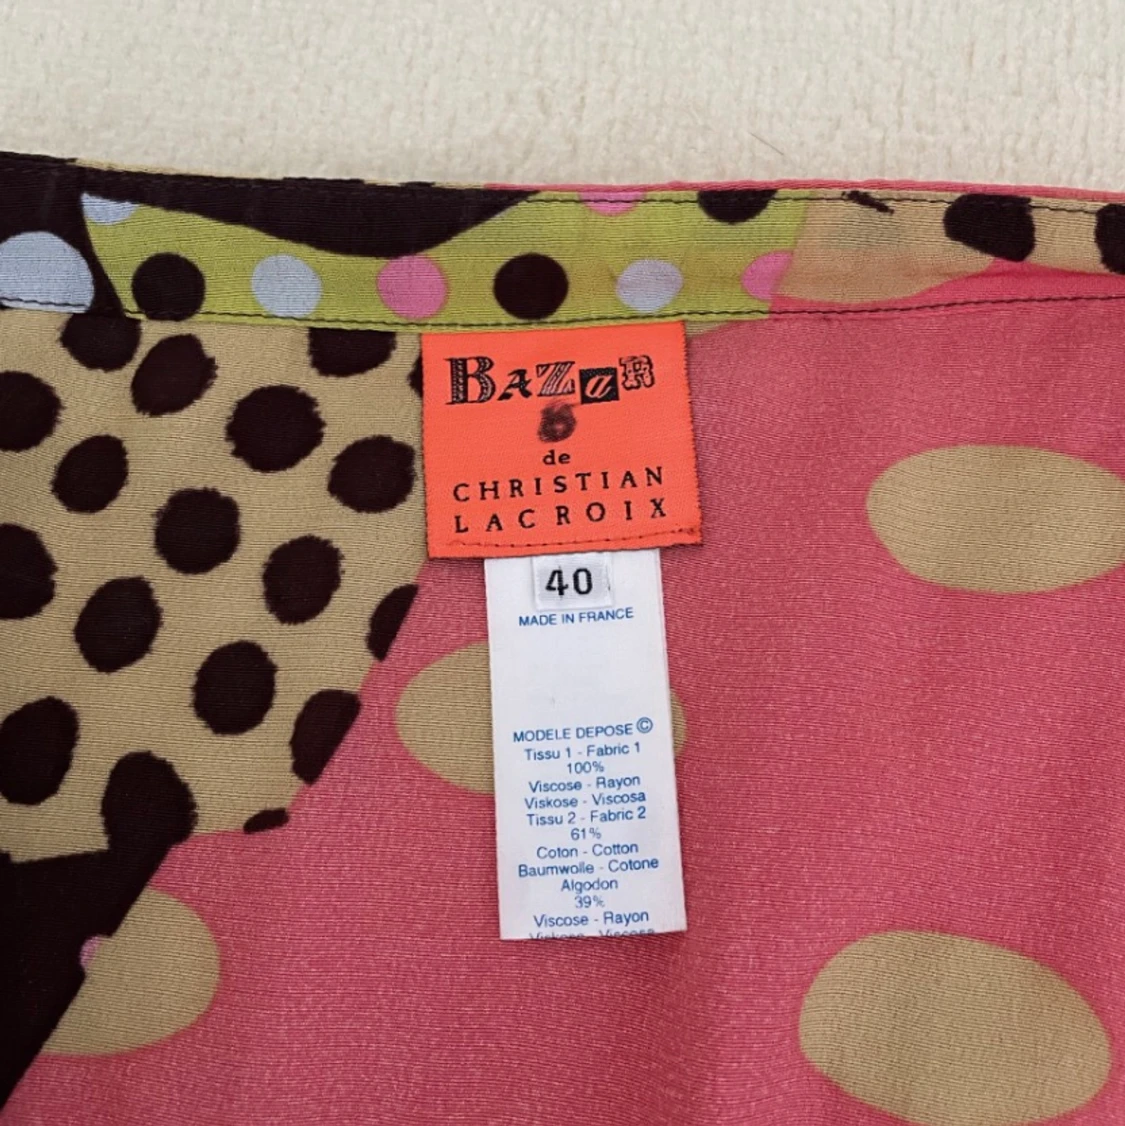 BAZaR
de
CHRISTIAN
LACROIX
40
MADE IN FRANCE
MODELE DEPOSE ©
Tissu 1 - Fabric 1
100%
Viscose - Rayon
Viskose - Viscosa
Tissu 2 - Fabric 2
61%
Coton - Cotton
Baumwolle - Cotone
Algodon
39%
Viscose - Rayon